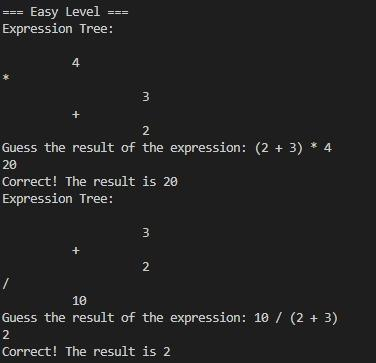 === Easy Level ===
Expression Tree:
4
*
3
+
2
Guess the result of the expression: (2 + 3) * 4
20
Correct! The result is 20
Expression Tree:
3
+
2
/
10
Guess the result of the expression: 10 / (2 + 3)
2
Correct! The result is 2